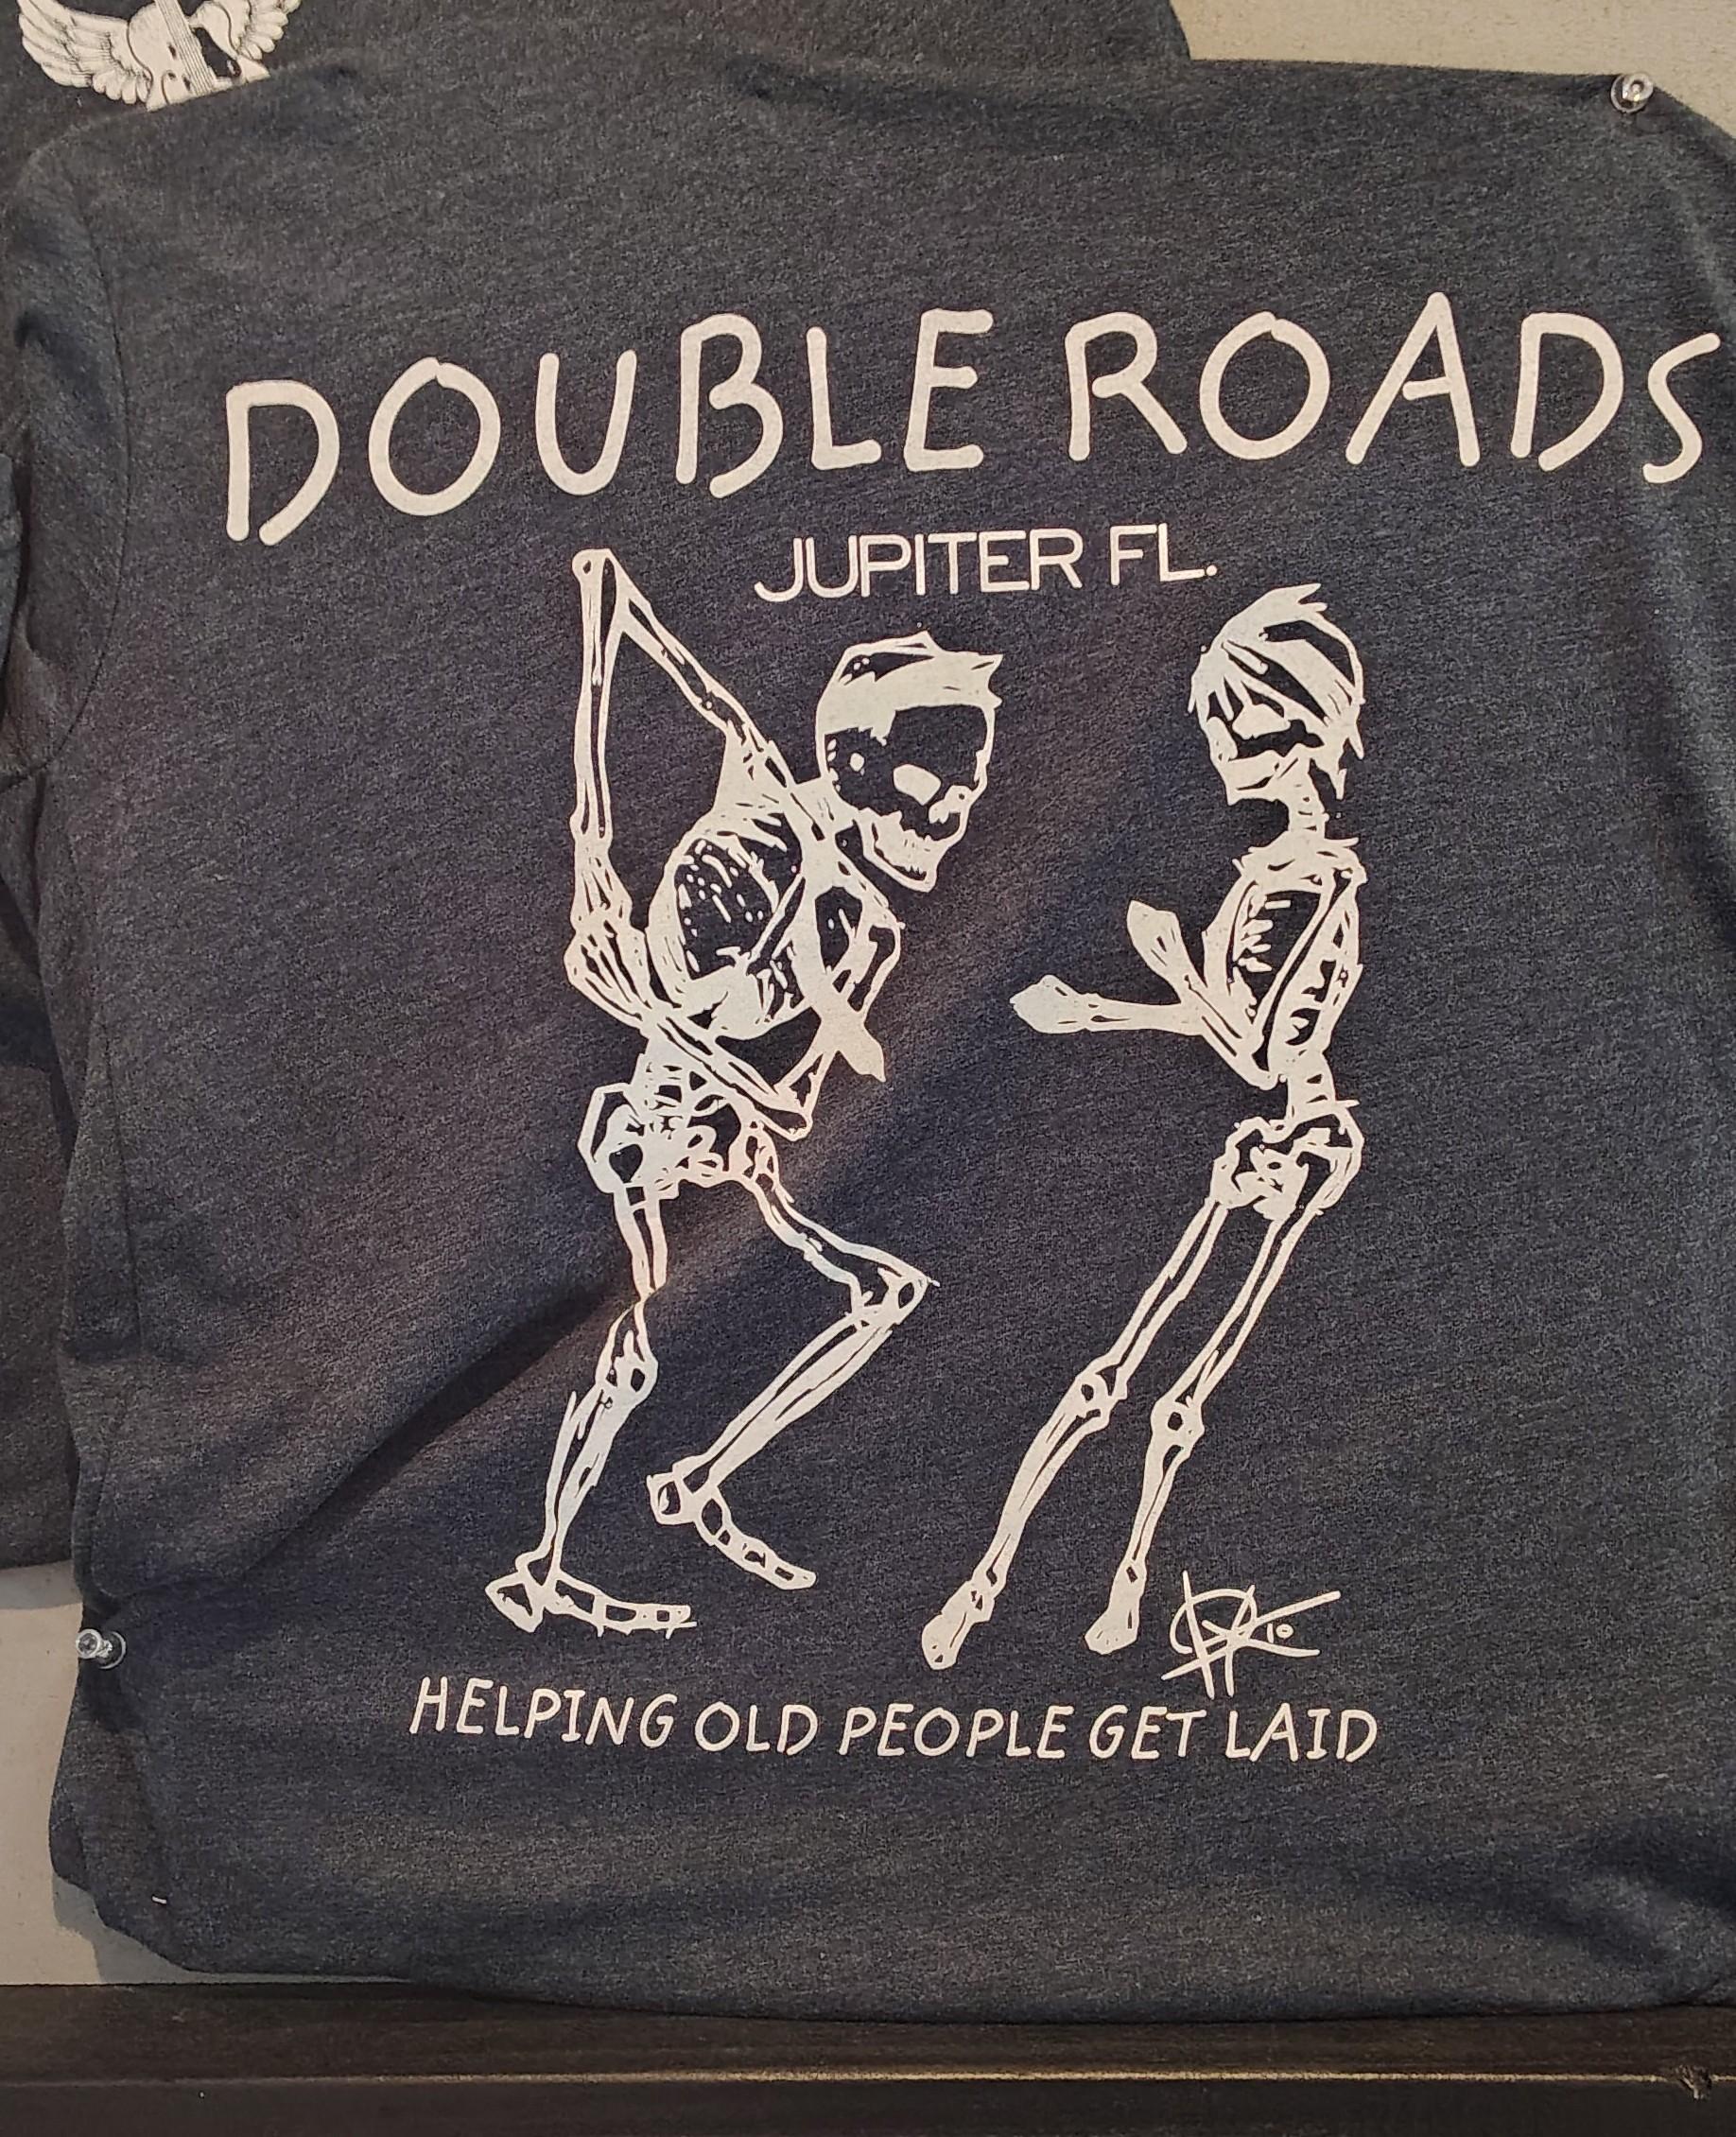 DOUBLE ROADS
JUPITER FL.
HELPING OLD PEOPLE GET LAID